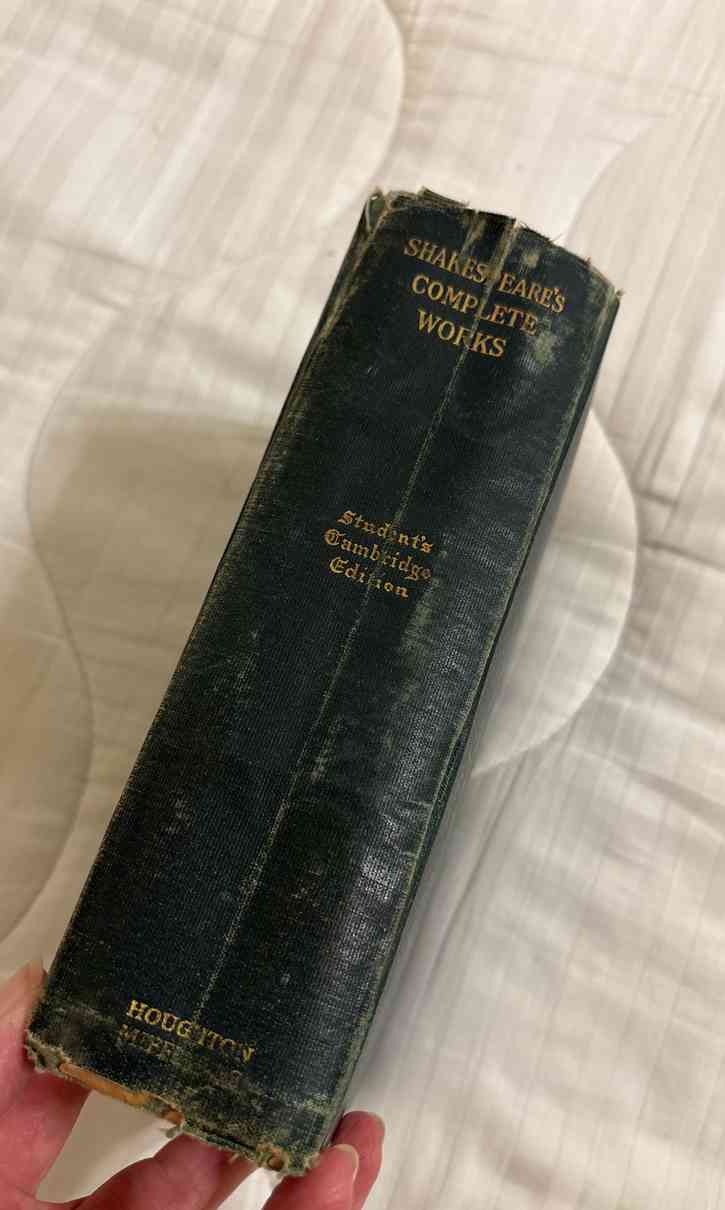 SHAKESPEARE'S
COMPLETE
WORKS
Student's
Cambridge
Edition
HOUGHTON